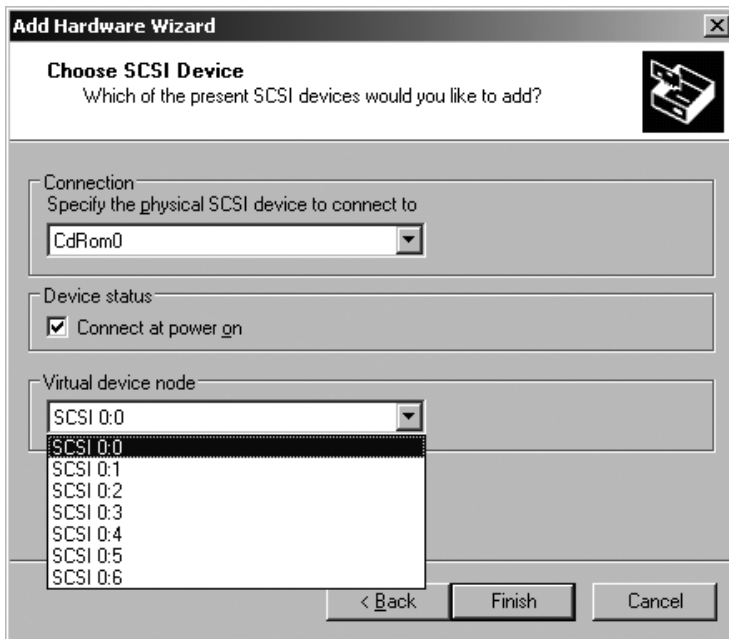 Add Hardware Wizard
Choose SCSI Device
Which of the present SCSI devices would you like to add?
Connection
Specify the physical SCSI device to connect to
CdRom0
Device status
Connect at power on
Virtual device node
SCSI 0:0
SCSI 0:0
SCSI 0:1
SCSI 0:2
SCSI 0:3
SCSI 0:4
SCSI 0:5
SCSI 0:6
< Back
Finish
Cancel